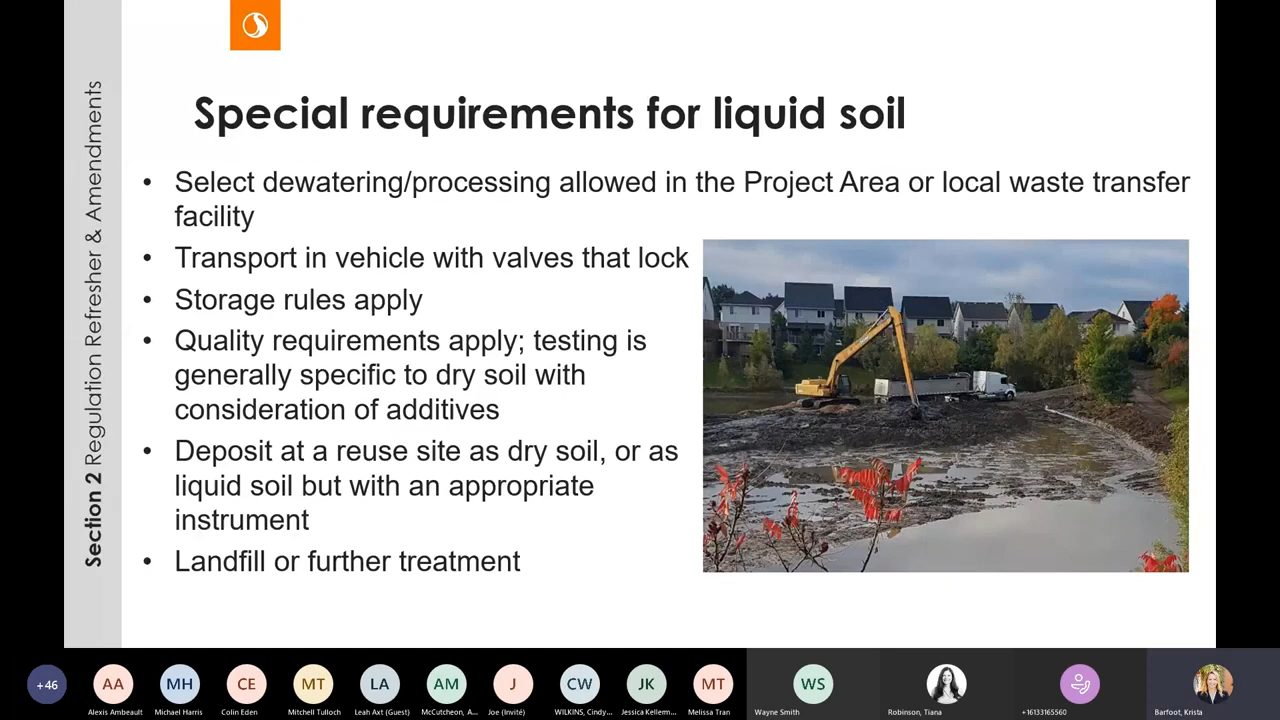 Special requirements for liquid soil
Section 2 Regulation Refresher & Amendments
• Select dewatering/processing allowed in the Project Area or local waste transfer
facility
• Transport in vehicle with valves that lock
• Storage rules apply
• Quality requirements apply; testing is
generally specific to dry soil with
consideration of additives
• Deposit at a reuse site as dry soil, or as
liquid soil but with an appropriate
instrument
• Landfill or further treatment
+46
AA
MH
CE
MT
LA
AM
J
CW
JK
MT
WS
Alexis Ambeault
Michael Harris
Colin Eden
Mitchell Tulloch
Leah Axt (Guest)
McCutcheon, A...
Joe (Invité)
WILKINS, Cindy...
Jessica Kellem...
Melissa Tran
Wayne Smith
Robinson, Tiana
+16133165560
Barfoot, Krista